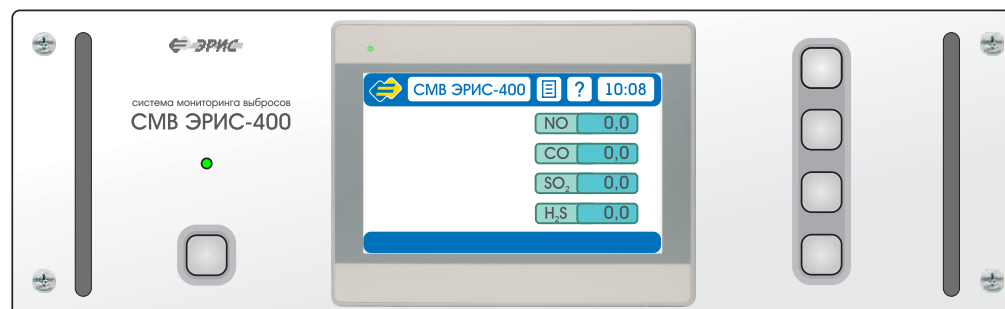 ЭРИС
система мониторинга выбросов
СМВ ЭРИС-400
СМВ ЭРИС-400 ? 10:08
NO 0,0
CO 0,0
SO₂ 0,0
H₂S 0,0